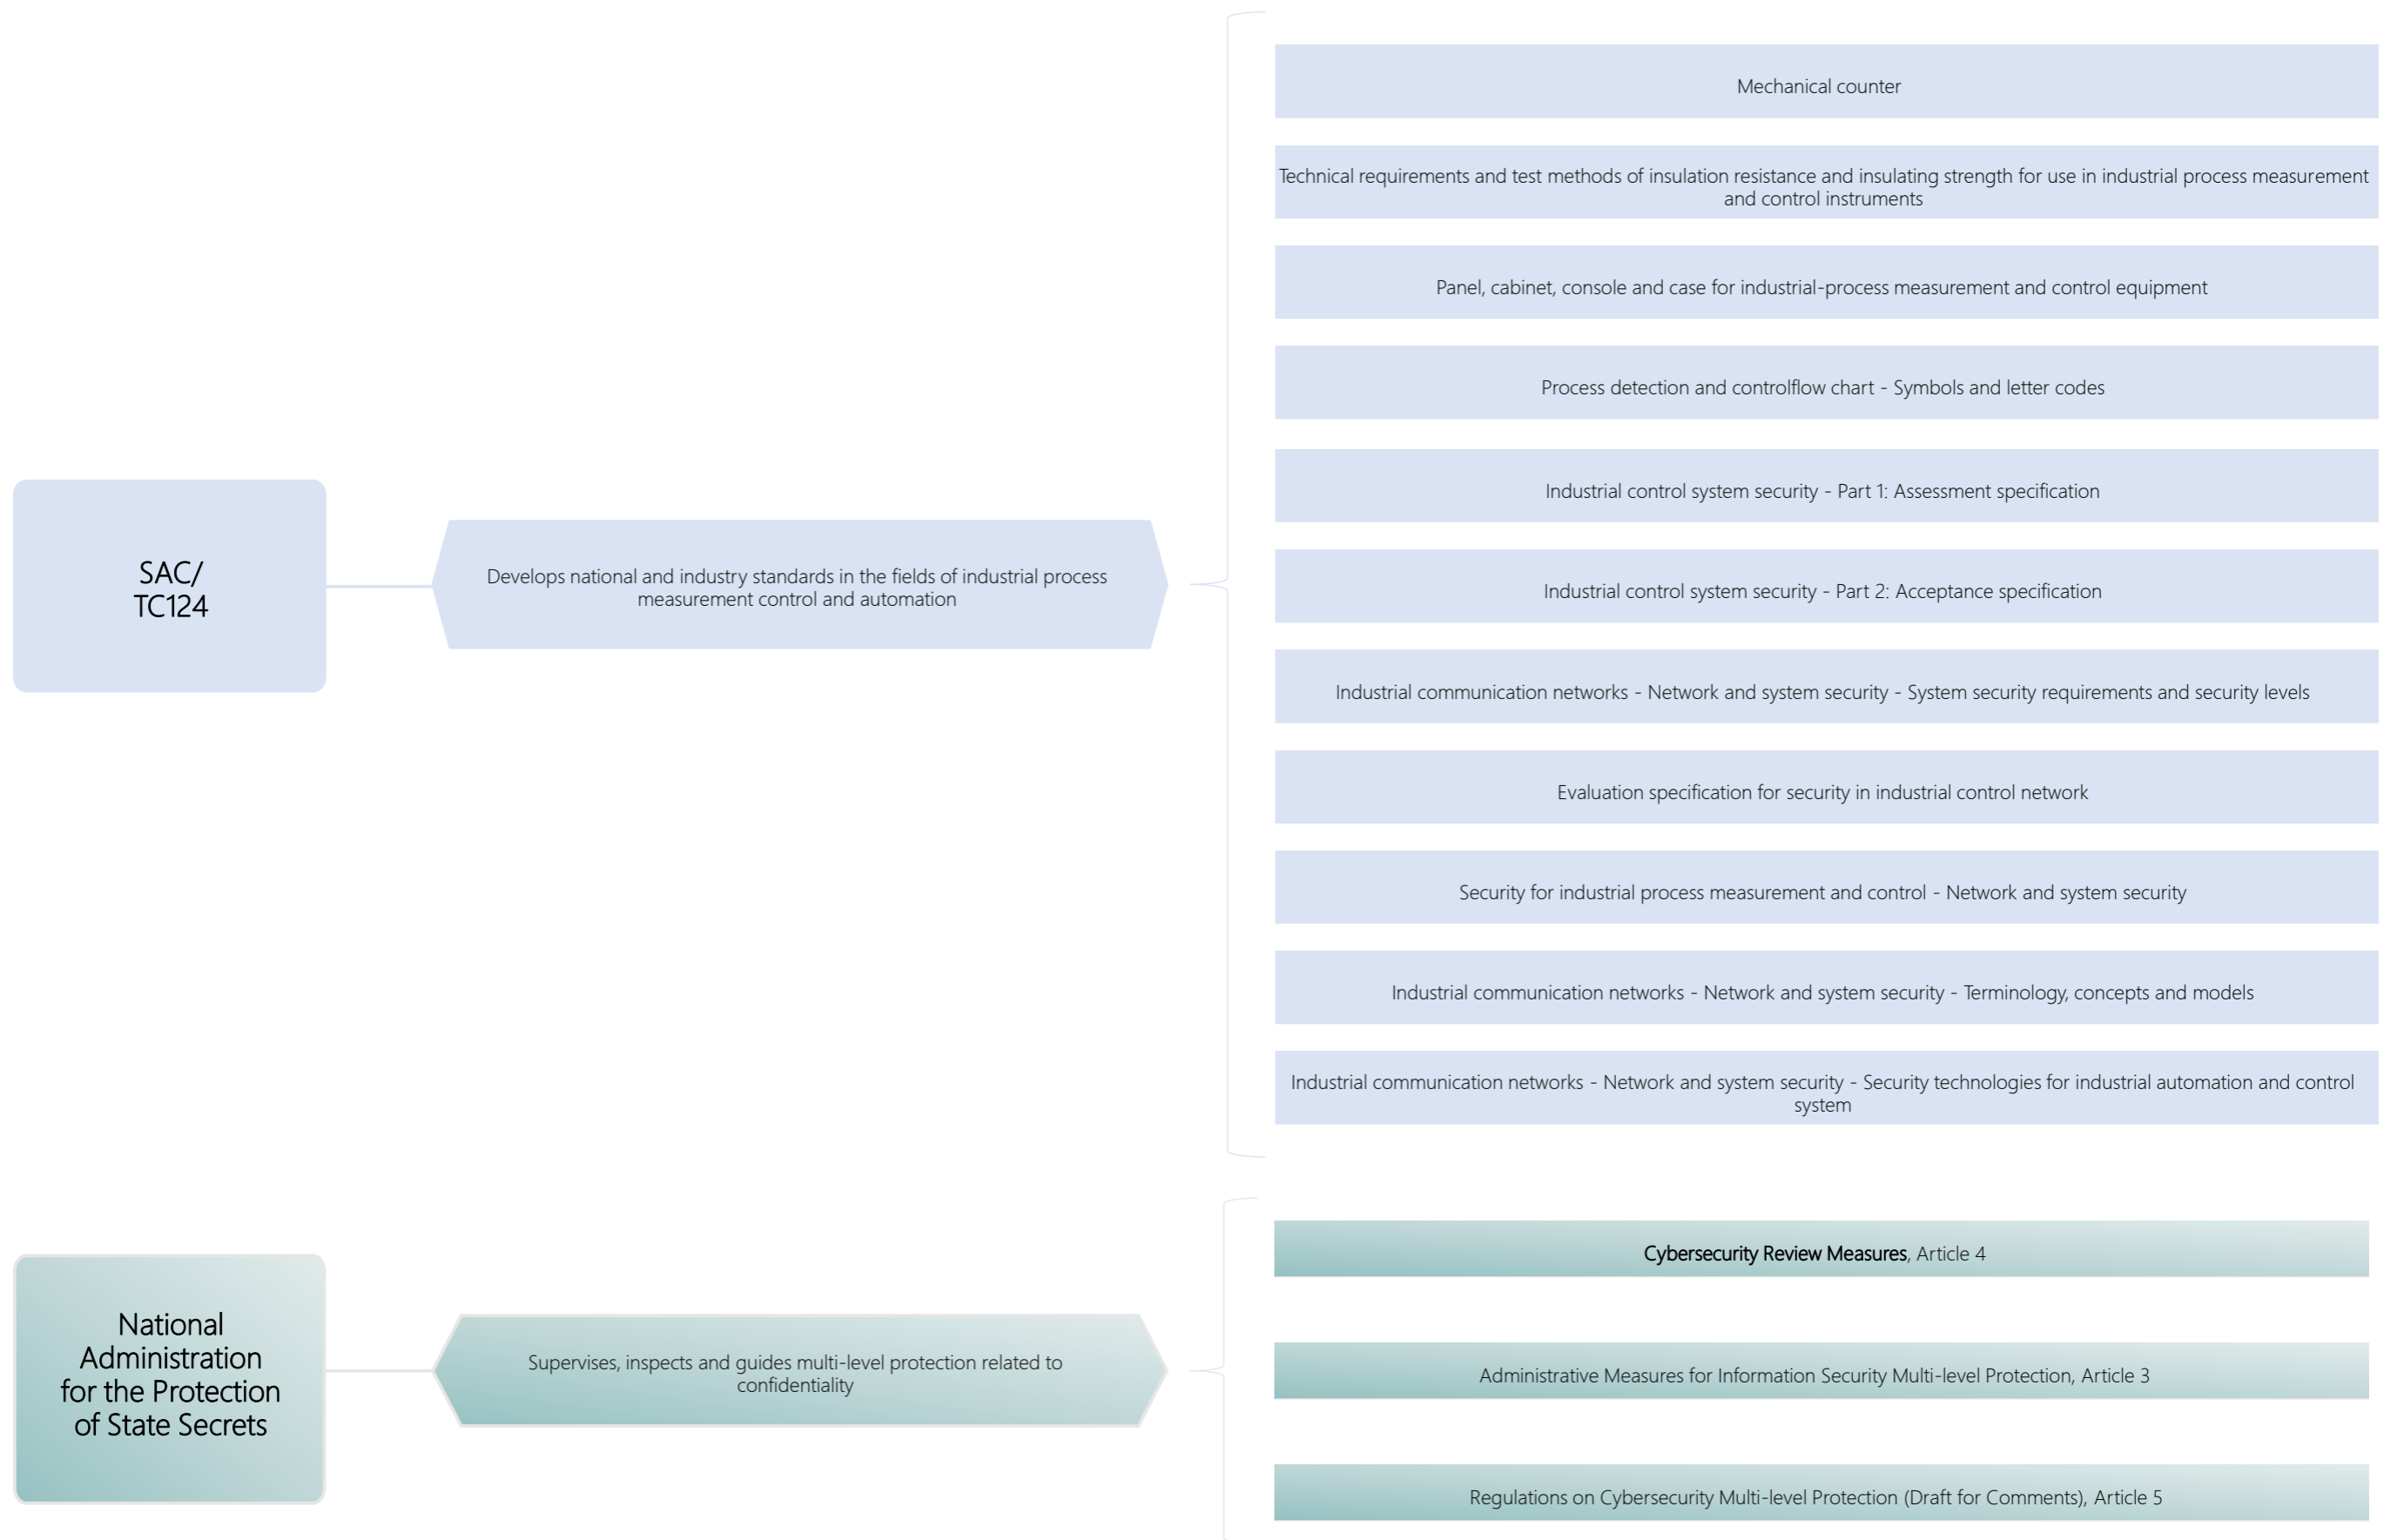 SAC/
TC124
Develops national and industry standards in the fields of industrial process
measurement control and automation
Mechanical counter
Technical requirements and test methods of insulation resistance and insulating strength for use in industrial process measurement
and control instruments
Panel, cabinet, console and case for industrial-process measurement and control equipment
Process detection and controlflow chart - Symbols and letter codes
Industrial control system security - Part 1: Assessment specification
Industrial control system security - Part 2: Acceptance specification
Industrial communication networks - Network and system security - System security requirements and security levels
Evaluation specification for security in industrial control network
Security for industrial process measurement and control - Network and system security
Industrial communication networks - Network and system security - Terminology, concepts and models
Industrial communication networks - Network and system security - Security technologies for industrial automation and control
system
National
Administration
for the Protection
of State Secrets
Supervises, inspects and guides multi-level protection related to
confidentiality
Cybersecurity Review Measures, Article 4
Administrative Measures for Information Security Multi-level Protection, Article 3
Regulations on Cybersecurity Multi-level Protection (Draft for Comments), Article 5